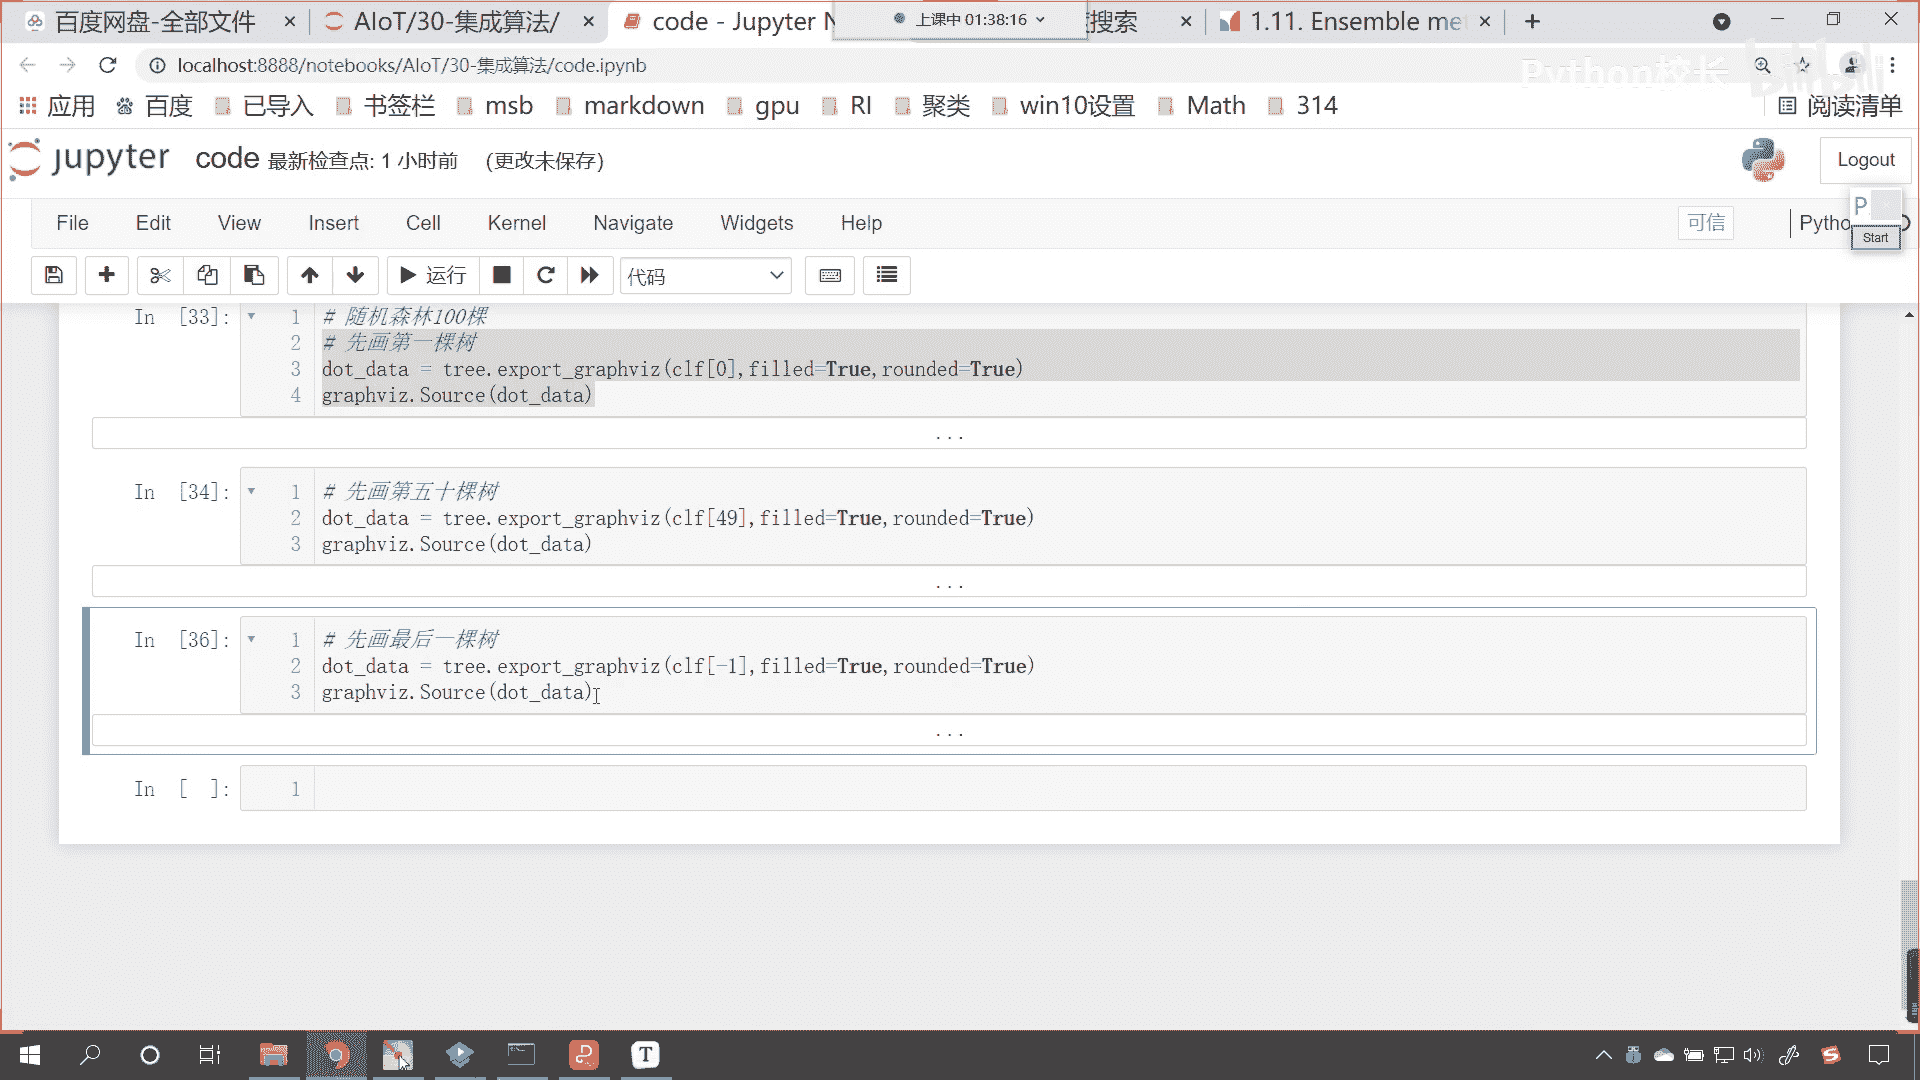 百度网盘-全部文件
AIoT/30-集成算法/
code - Jupyter N
上课中 01:38:16
搜索
1.11. Ensemble me
localhost:8888/notebooks/AIoT/30-集成算法/code.ipynb
Python校长
bilibili
应用
百度
已导入
书签栏
msb
markdown
gpu
RI
聚类
win10设置
Math
314
阅读清单
jupyter
code 最新检查点: 1 小时前 (更改未保存)
Logout
File Edit View Insert Cell Kernel Navigate Widgets Help
可信
Pytho
P
Start
运行
代码
In [33]:
1 # 随机森林100棵
2 # 先画第一棵树
3 dot_data = tree.export_graphviz(clf[0],filled=True,rounded=True)
4 graphviz.Source(dot_data)
...
In [34]:
1 # 先画第五十棵树
2 dot_data = tree.export_graphviz(clf[49],filled=True,rounded=True)
3 graphviz.Source(dot_data)
...
In [36]:
1 # 先画最后一棵树
2 dot_data = tree.export_graphviz(clf[-1],filled=True,rounded=True)
3 graphviz.Source(dot_data)
...
In [ ]:
1
T